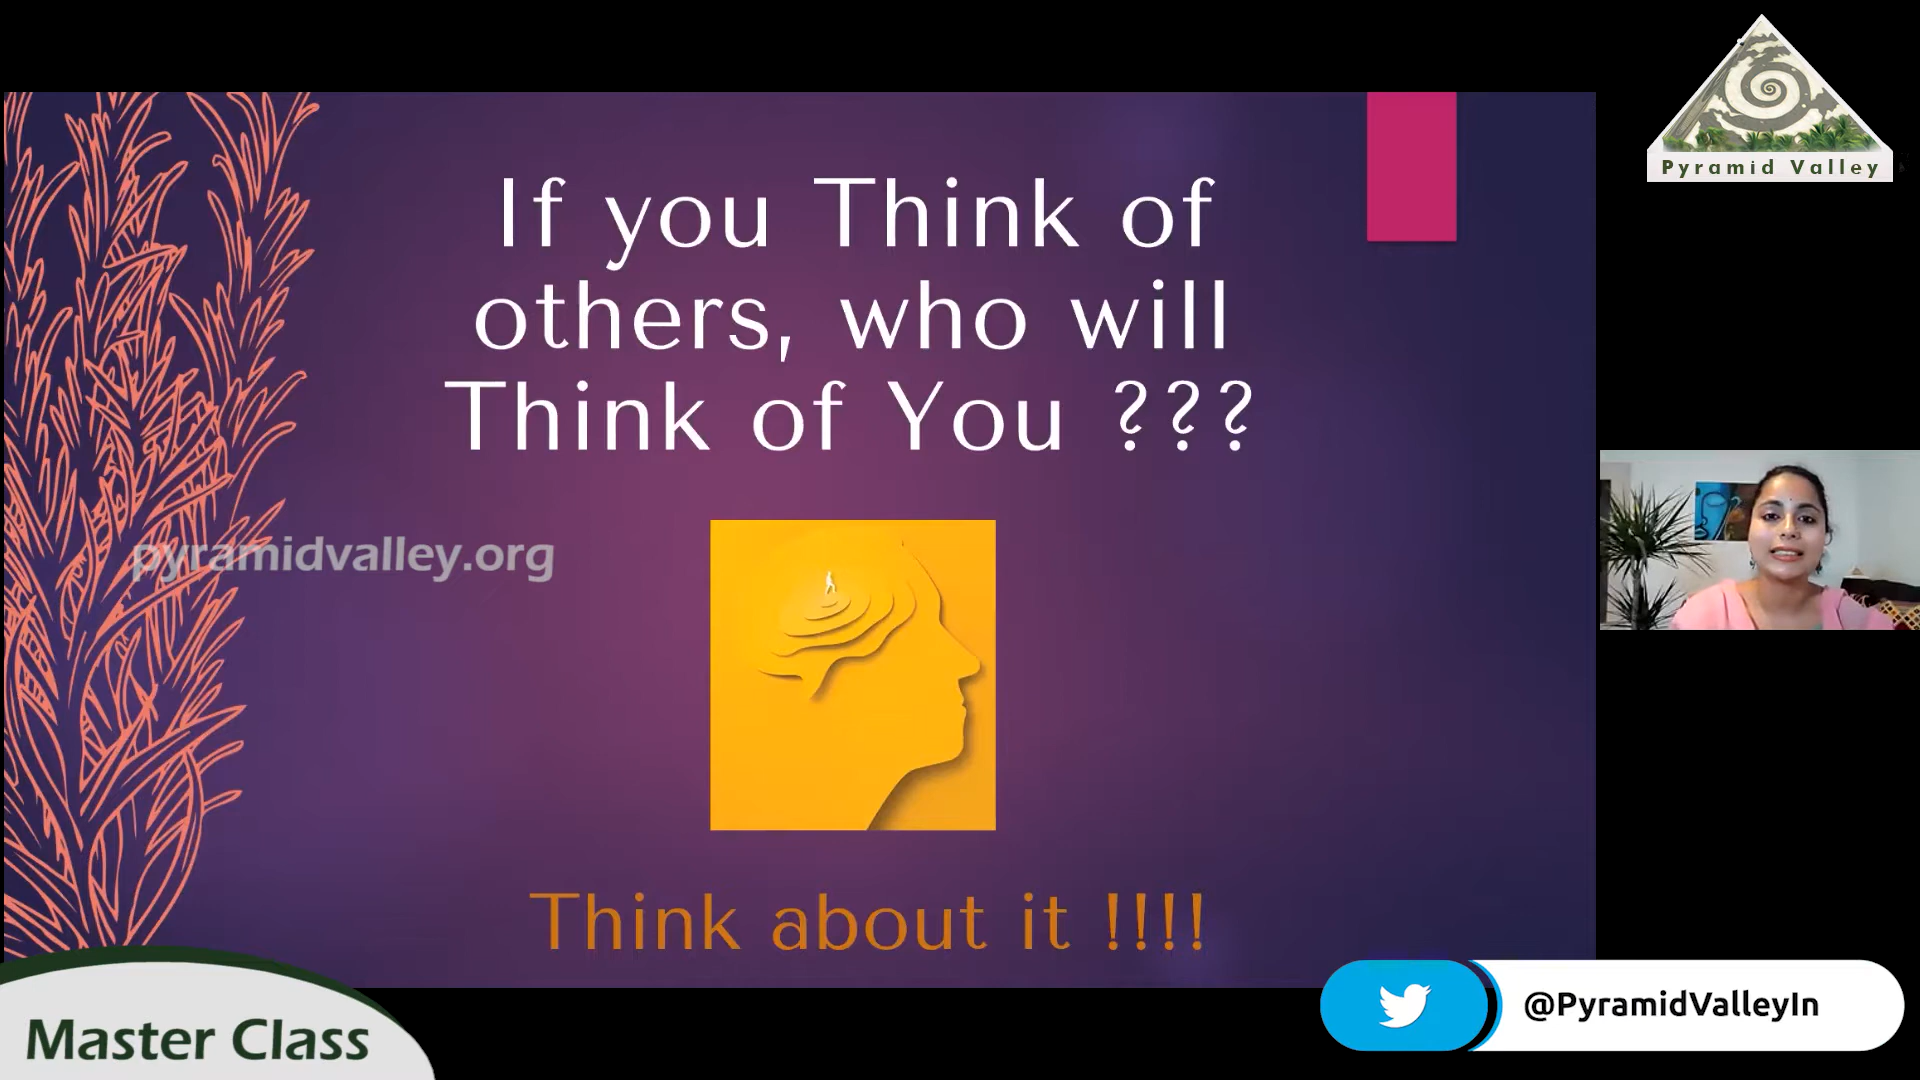 Pyramid Valley
If you Think of
others, who will
Think of You ???
pyramidvalley.org
Think about it !!!!
@PyramidValleyIn
Master Class